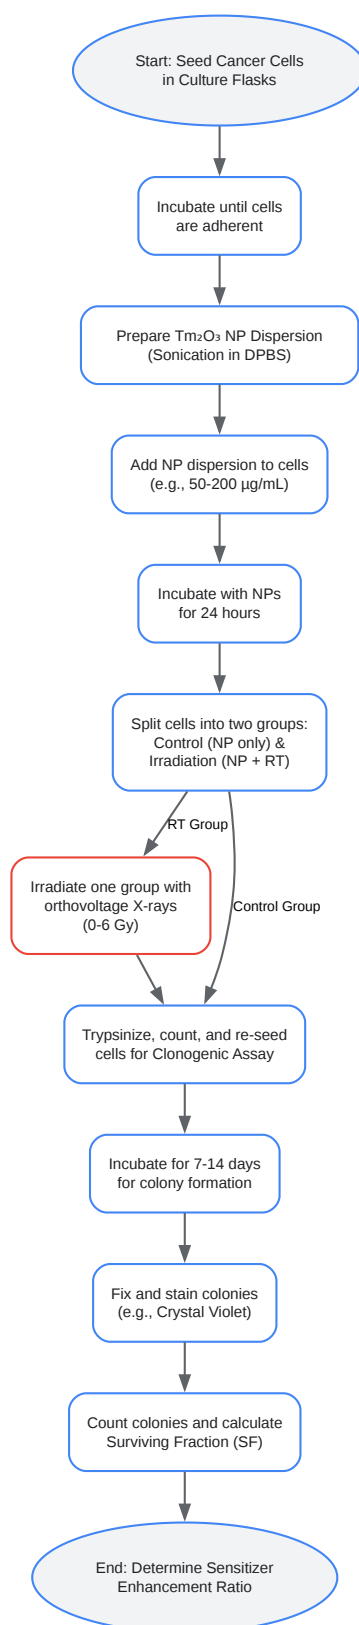 Start: Seed Cancer Cells
in Culture Flasks
Incubate until cells
are adherent
Prepare Tm₂O₃ NP Dispersion
(Sonication in DPBS)
Add NP dispersion to cells
(e.g., 50-200 µg/mL)
Incubate with NPs
for 24 hours
Split cells into two groups:
Control (NP only) &
Irradiation (NP + RT)
RT Group
Irradiate one group with
orthovoltage X-rays
(0-6 Gy)
Control Group
Trypsinize, count, and re-seed
cells for Clonogenic Assay
Incubate for 7-14 days
for colony formation
Fix and stain colonies
(e.g., Crystal Violet)
Count colonies and calculate
Surviving Fraction (SF)
End: Determine Sensitizer
Enhancement Ratio